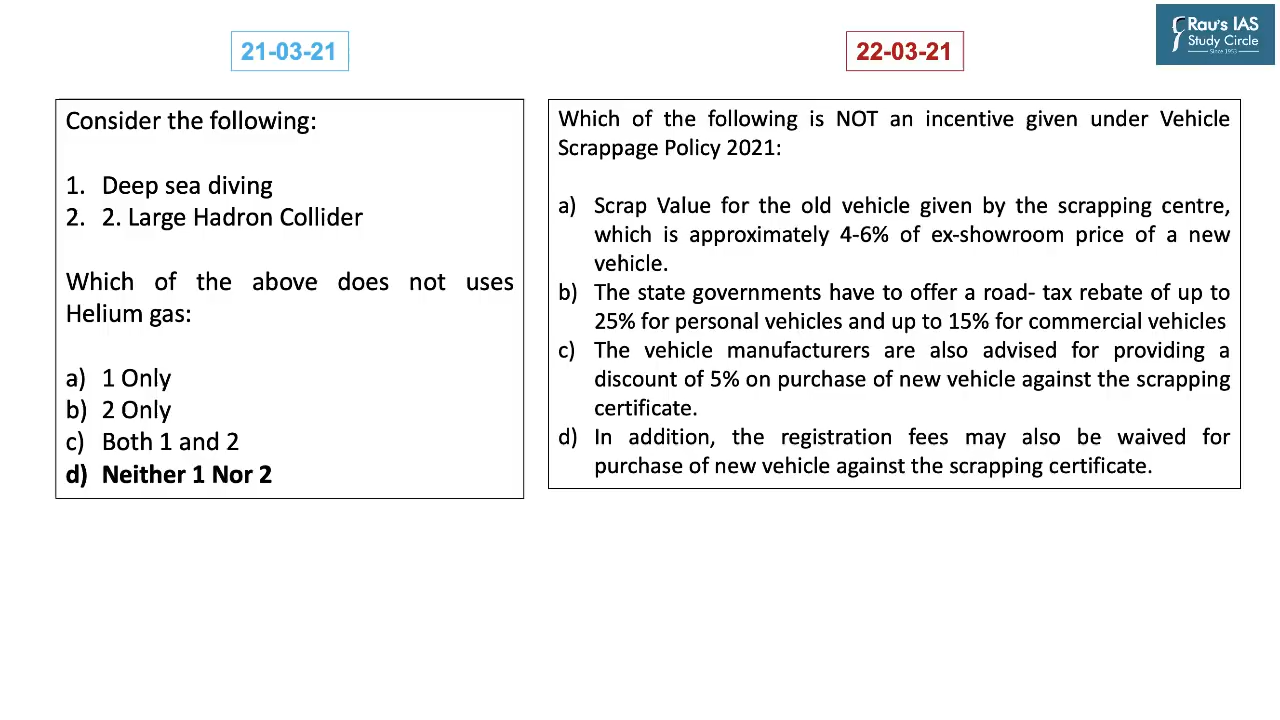 21-03-21
Consider the following:
1. Deep sea diving
2. 2. Large Hadron Collider
Which of the above does not uses
Helium gas:
a) 1 Only
b) 2 Only
c) Both 1 and 2
d) Neither 1 Nor 2
22-03-21
Which of the following is NOT an incentive given under Vehicle
Scrappage Policy 2021:
a) Scrap Value for the old vehicle given by the scrapping centre,
which is approximately 4-6% of ex-showroom price of a new
vehicle.
b) The state governments have to offer a road- tax rebate of up to
25% for personal vehicles and up to 15% for commercial vehicles
c) The vehicle manufacturers are also advised for providing a
discount of 5% on purchase of new vehicle against the scrapping
certificate.
d) In addition, the registration fees may also be waived for
purchase of new vehicle against the scrapping certificate.
Rau's IAS
Study Circle
Since 1953